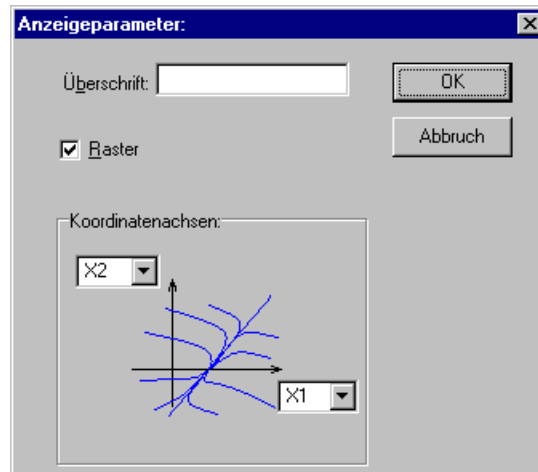 Anzeigeparameter:
Überschrift:
OK
Raster
Abbruch
Koordinatenachsen:
X2
X1